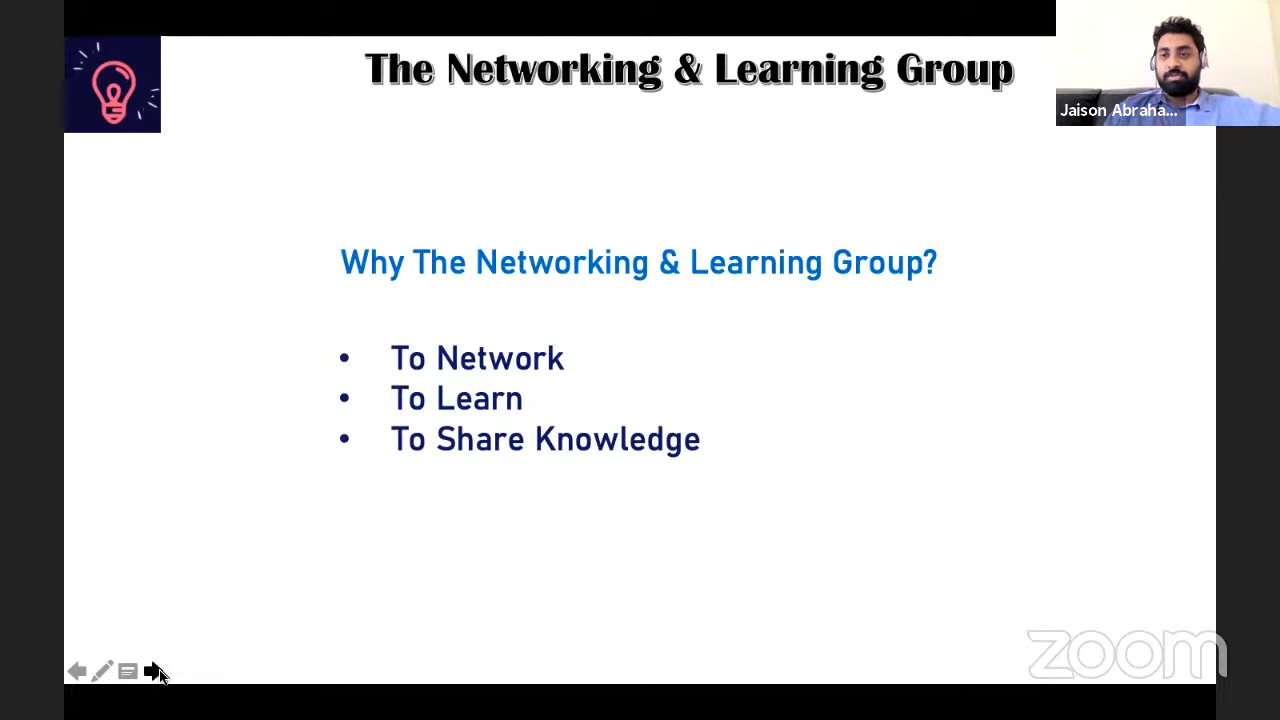 The Networking & Learning Group
Jaison Abraha...
Why The Networking & Learning Group?
• To Network
• To Learn
• To Share Knowledge
zoom